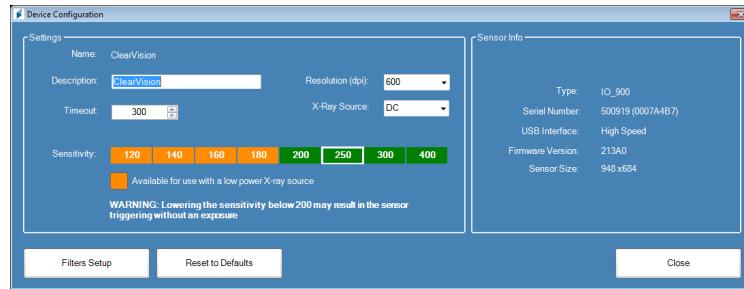 Device Configuration
Settings
Name: ClearVision
Description: ClearVision
Resolution (dpi): 600
Timeout: 300
X-Ray Source: DC
Sensitivity: 120 140 160 180 200 250 300 400
Available for use with a low power X-ray source
WARNING: Lowering the sensitivity below 200 may result in the sensor
triggering without an exposure
Sensor Info
Type: IO_900
Serial Number: 500919 (0007A4B7)
USB Interface: High Speed
Firmware Version: 213A0
Sensor Size: 948 x684
Filters Setup
Reset to Defaults
Close